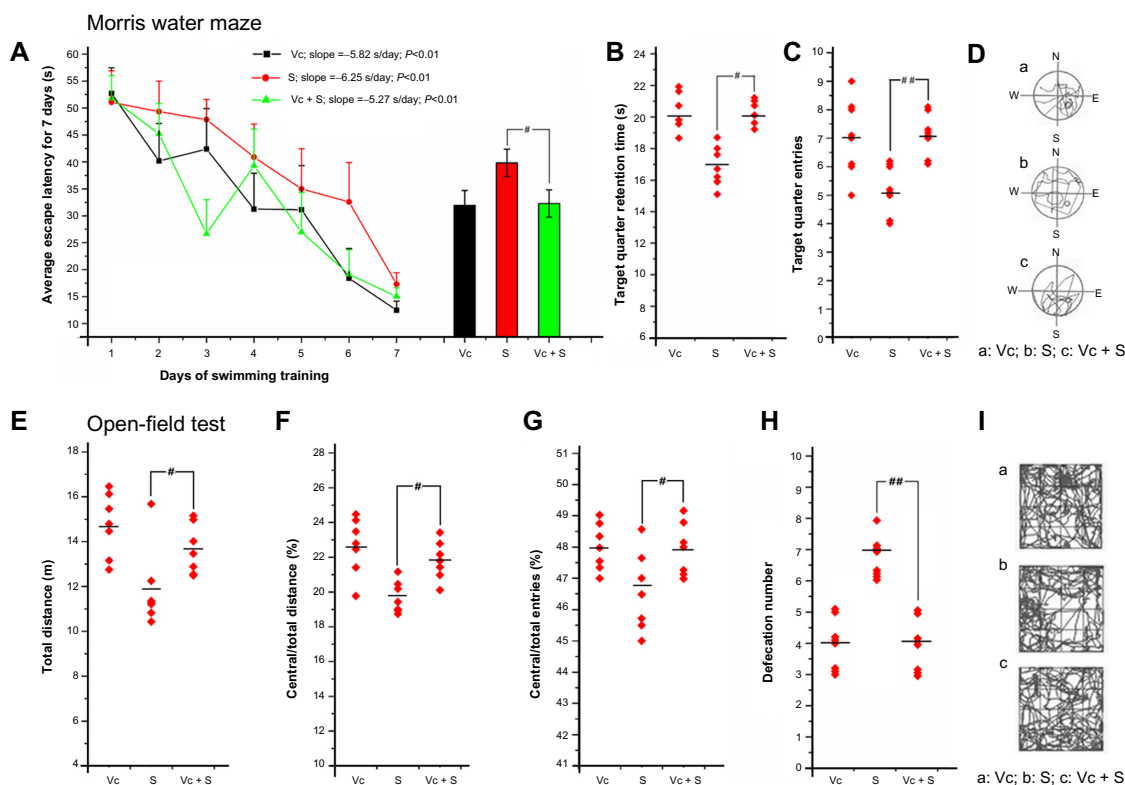 Morris water maze
A
Average escape latency for 7 days (s)
60
55
50
45
40
35
30
25
20
15
10
Vc; slope =–5.82 s/day; P<0.01
S; slope =–6.25 s/day; P<0.01
Vc + S; slope =–5.27 s/day; P<0.01
#
1 2 3 4 5 6 7 Vc S Vc + S
Days of swimming training
B
Target quarter retention time (s)
24
22
20
18
16
14
12
10
8
6
#
Vc S Vc + S
C
Target quarter entries
10
9
8
7
6
5
4
3
2
1
0
##
Vc S Vc + S
D
a
N
W E
S
b
N
W E
S
c
N
W E
S
a: Vc; b: S; c: Vc + S
Open-field test
E
Total distance (m)
18
16
14
12
10
8
6
4
#
Vc S Vc + S
F
Central/total distance (%)
28
26
24
22
20
18
16
14
12
10
#
Vc S Vc + S
G
Central/total entries (%)
51
50
49
48
47
46
45
44
43
42
41
#
Vc S Vc + S
H
Defecation number
10
9
8
7
6
5
4
3
2
1
0
##
Vc S Vc + S
I
a
b
c
a: Vc; b: S; c: Vc + S